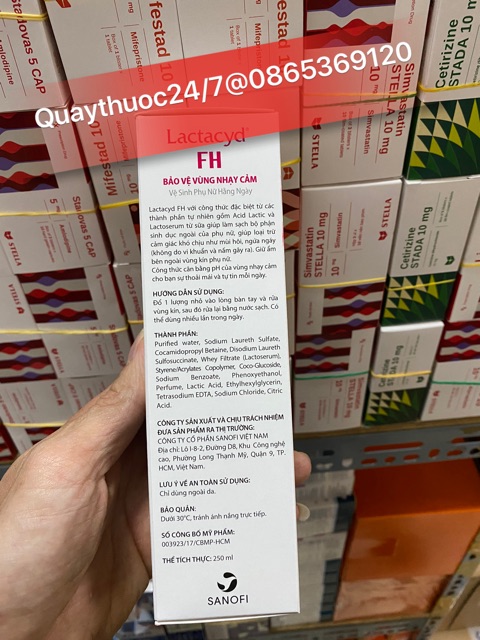 Quaythuoc24/7@0865369120
Lactacyd
FH
BẢO VỆ VÙNG NHẠY CẢM
Vệ Sinh Phụ Nữ Hằng Ngày
Lactacyd FH với công thức đặc biệt từ các
thành phần tự nhiên gồm Acid Lactic và
Lactoserum từ sữa giúp làm sạch bộ phận
sinh dục ngoài của phụ nữ, giúp loại trừ
cảm giác khó chịu như mùi hôi, ngứa ngáy
(không do vi khuẩn và nấm gây ra). Giữ ẩm
bên ngoài vùng kín phụ nữ.
Công thức cân bằng pH của vùng nhạy cảm
cho bạn sự thoải mái và tự tin mỗi ngày.
HƯỚNG DẪN SỬ DỤNG:
Đổ 1 lượng nhỏ vào lòng bàn tay và rửa
vùng kín, sau đó rửa lại bằng nước sạch. Có
thể dùng nhiều lần trong ngày.
THÀNH PHẦN:
Purified water, Sodium Laureth Sulfate,
Cocamidopropyl Betaine, Disodium Laureth
Sulfosuccinate, Whey Filtrate (Lactoserum),
Styrene/Acrylates Copolymer, Coco-Glucoside,
Sodium Benzoate, Phenoxyethanol,
Perfume, Lactic Acid, Ethylhexylglycerin,
Tetrasodium EDTA, Sodium Chloride, Citric
Acid.
CÔNG TY SẢN XUẤT VÀ CHỊU TRÁCH NHIỆM
ĐƯA SẢN PHẨM RA THỊ TRƯỜNG:
CÔNG TY CỔ PHẦN SANOFI VIỆT NAM
Địa chỉ: Lô I-8-2, Đường D8, Khu Công nghệ
cao, Phường Long Thạnh Mỹ, Quận 9, TP.
HCM, Việt Nam.
LƯU Ý VỀ AN TOÀN SỬ DỤNG:
Chỉ dùng ngoài da.
BẢO QUẢN:
Dưới 30°C, tránh ánh nắng trực tiếp.
SỐ CÔNG BỐ MỸ PHẨM:
003923/17/CBMP-HCM
THỂ TÍCH THỰC: 250 ml
SANOFI
Mifestad 10
Mifepristone
STELLA
Simvastatin
STELLA 10 mg
Cetirizine
STADA 10 mg